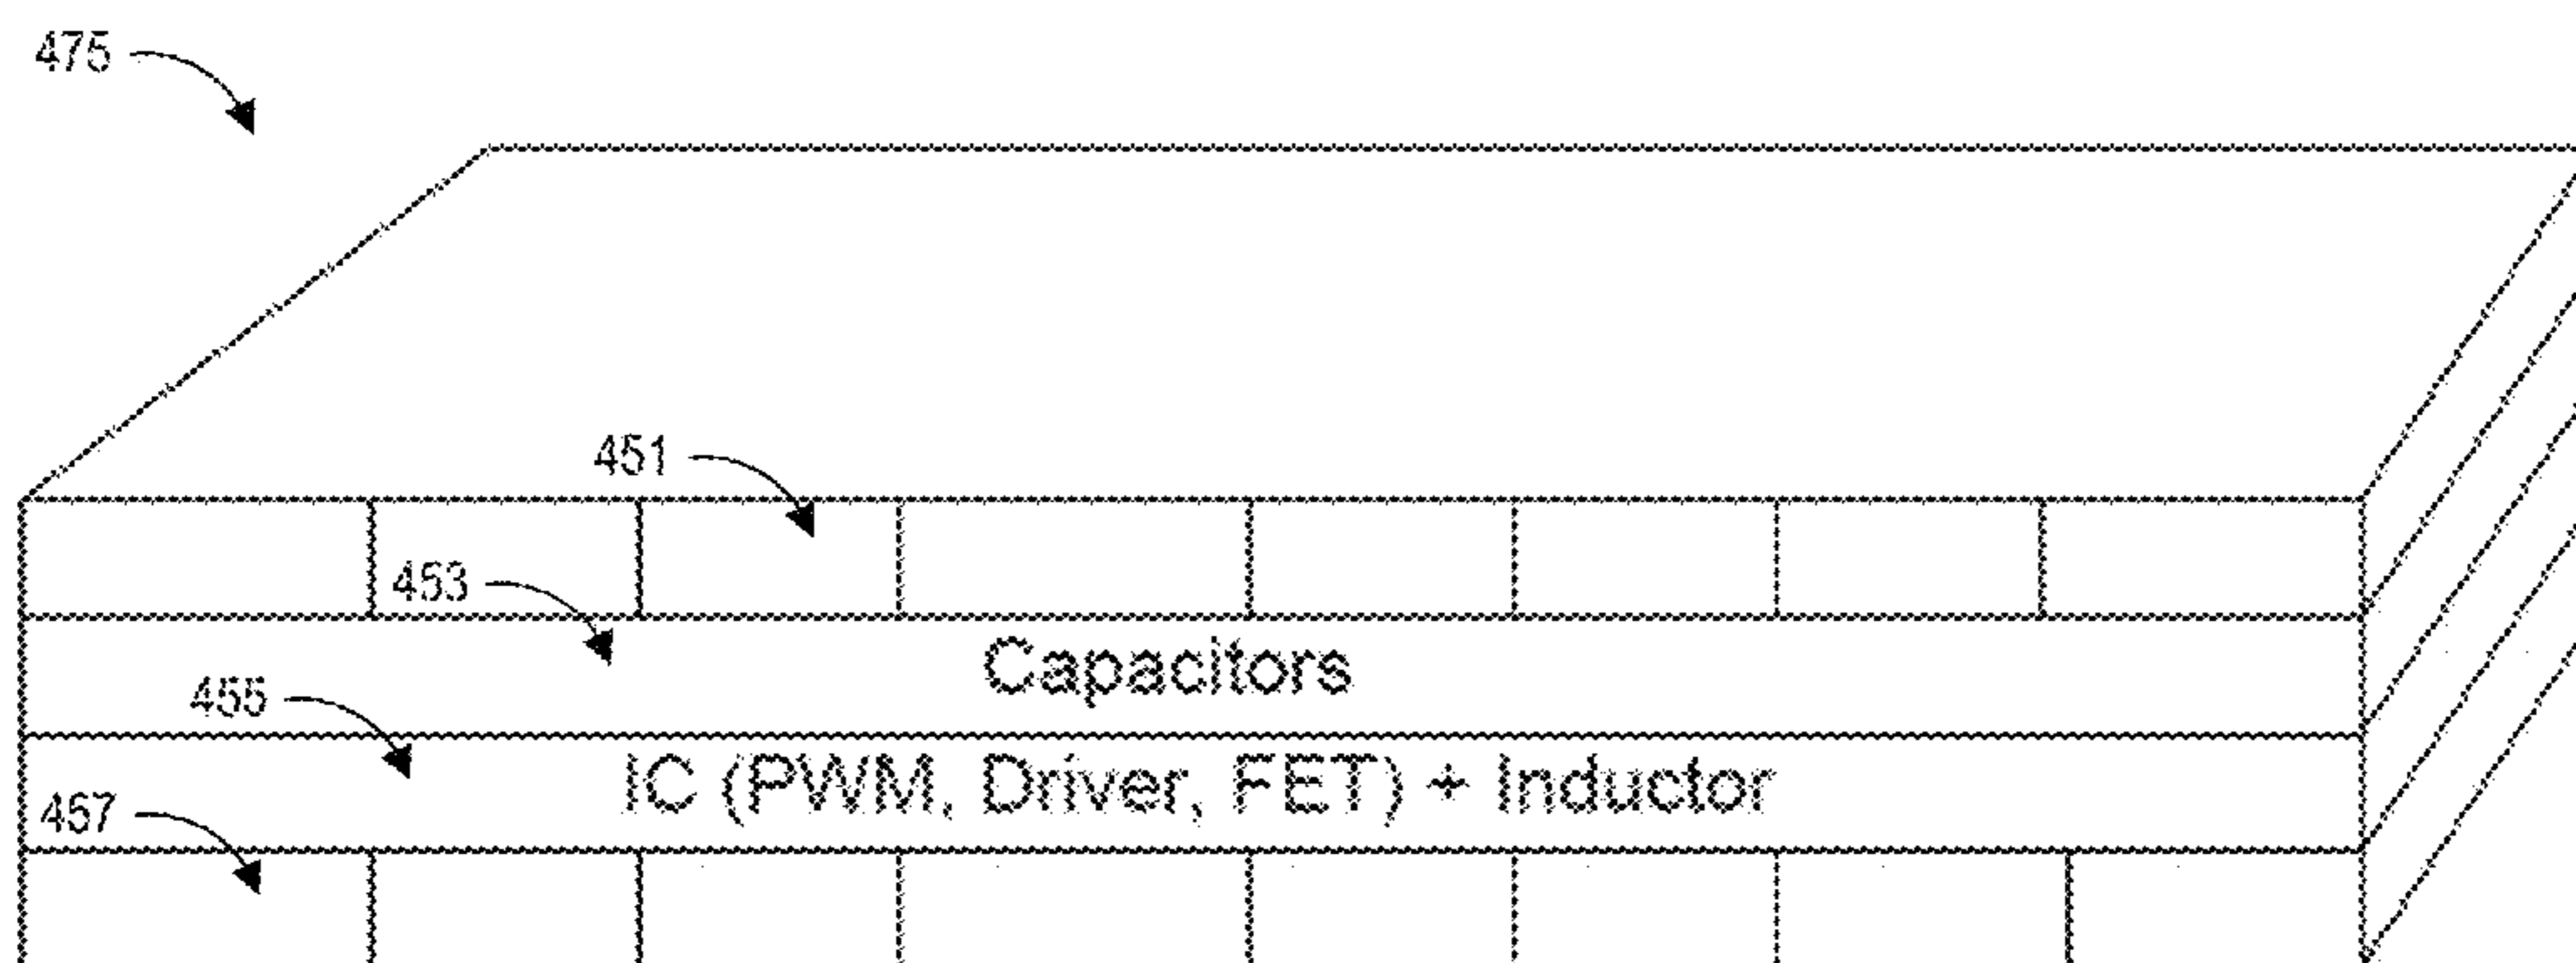 475
451
453
Capacitors
455
IC (PWM, Driver, FET) + Inductor
457